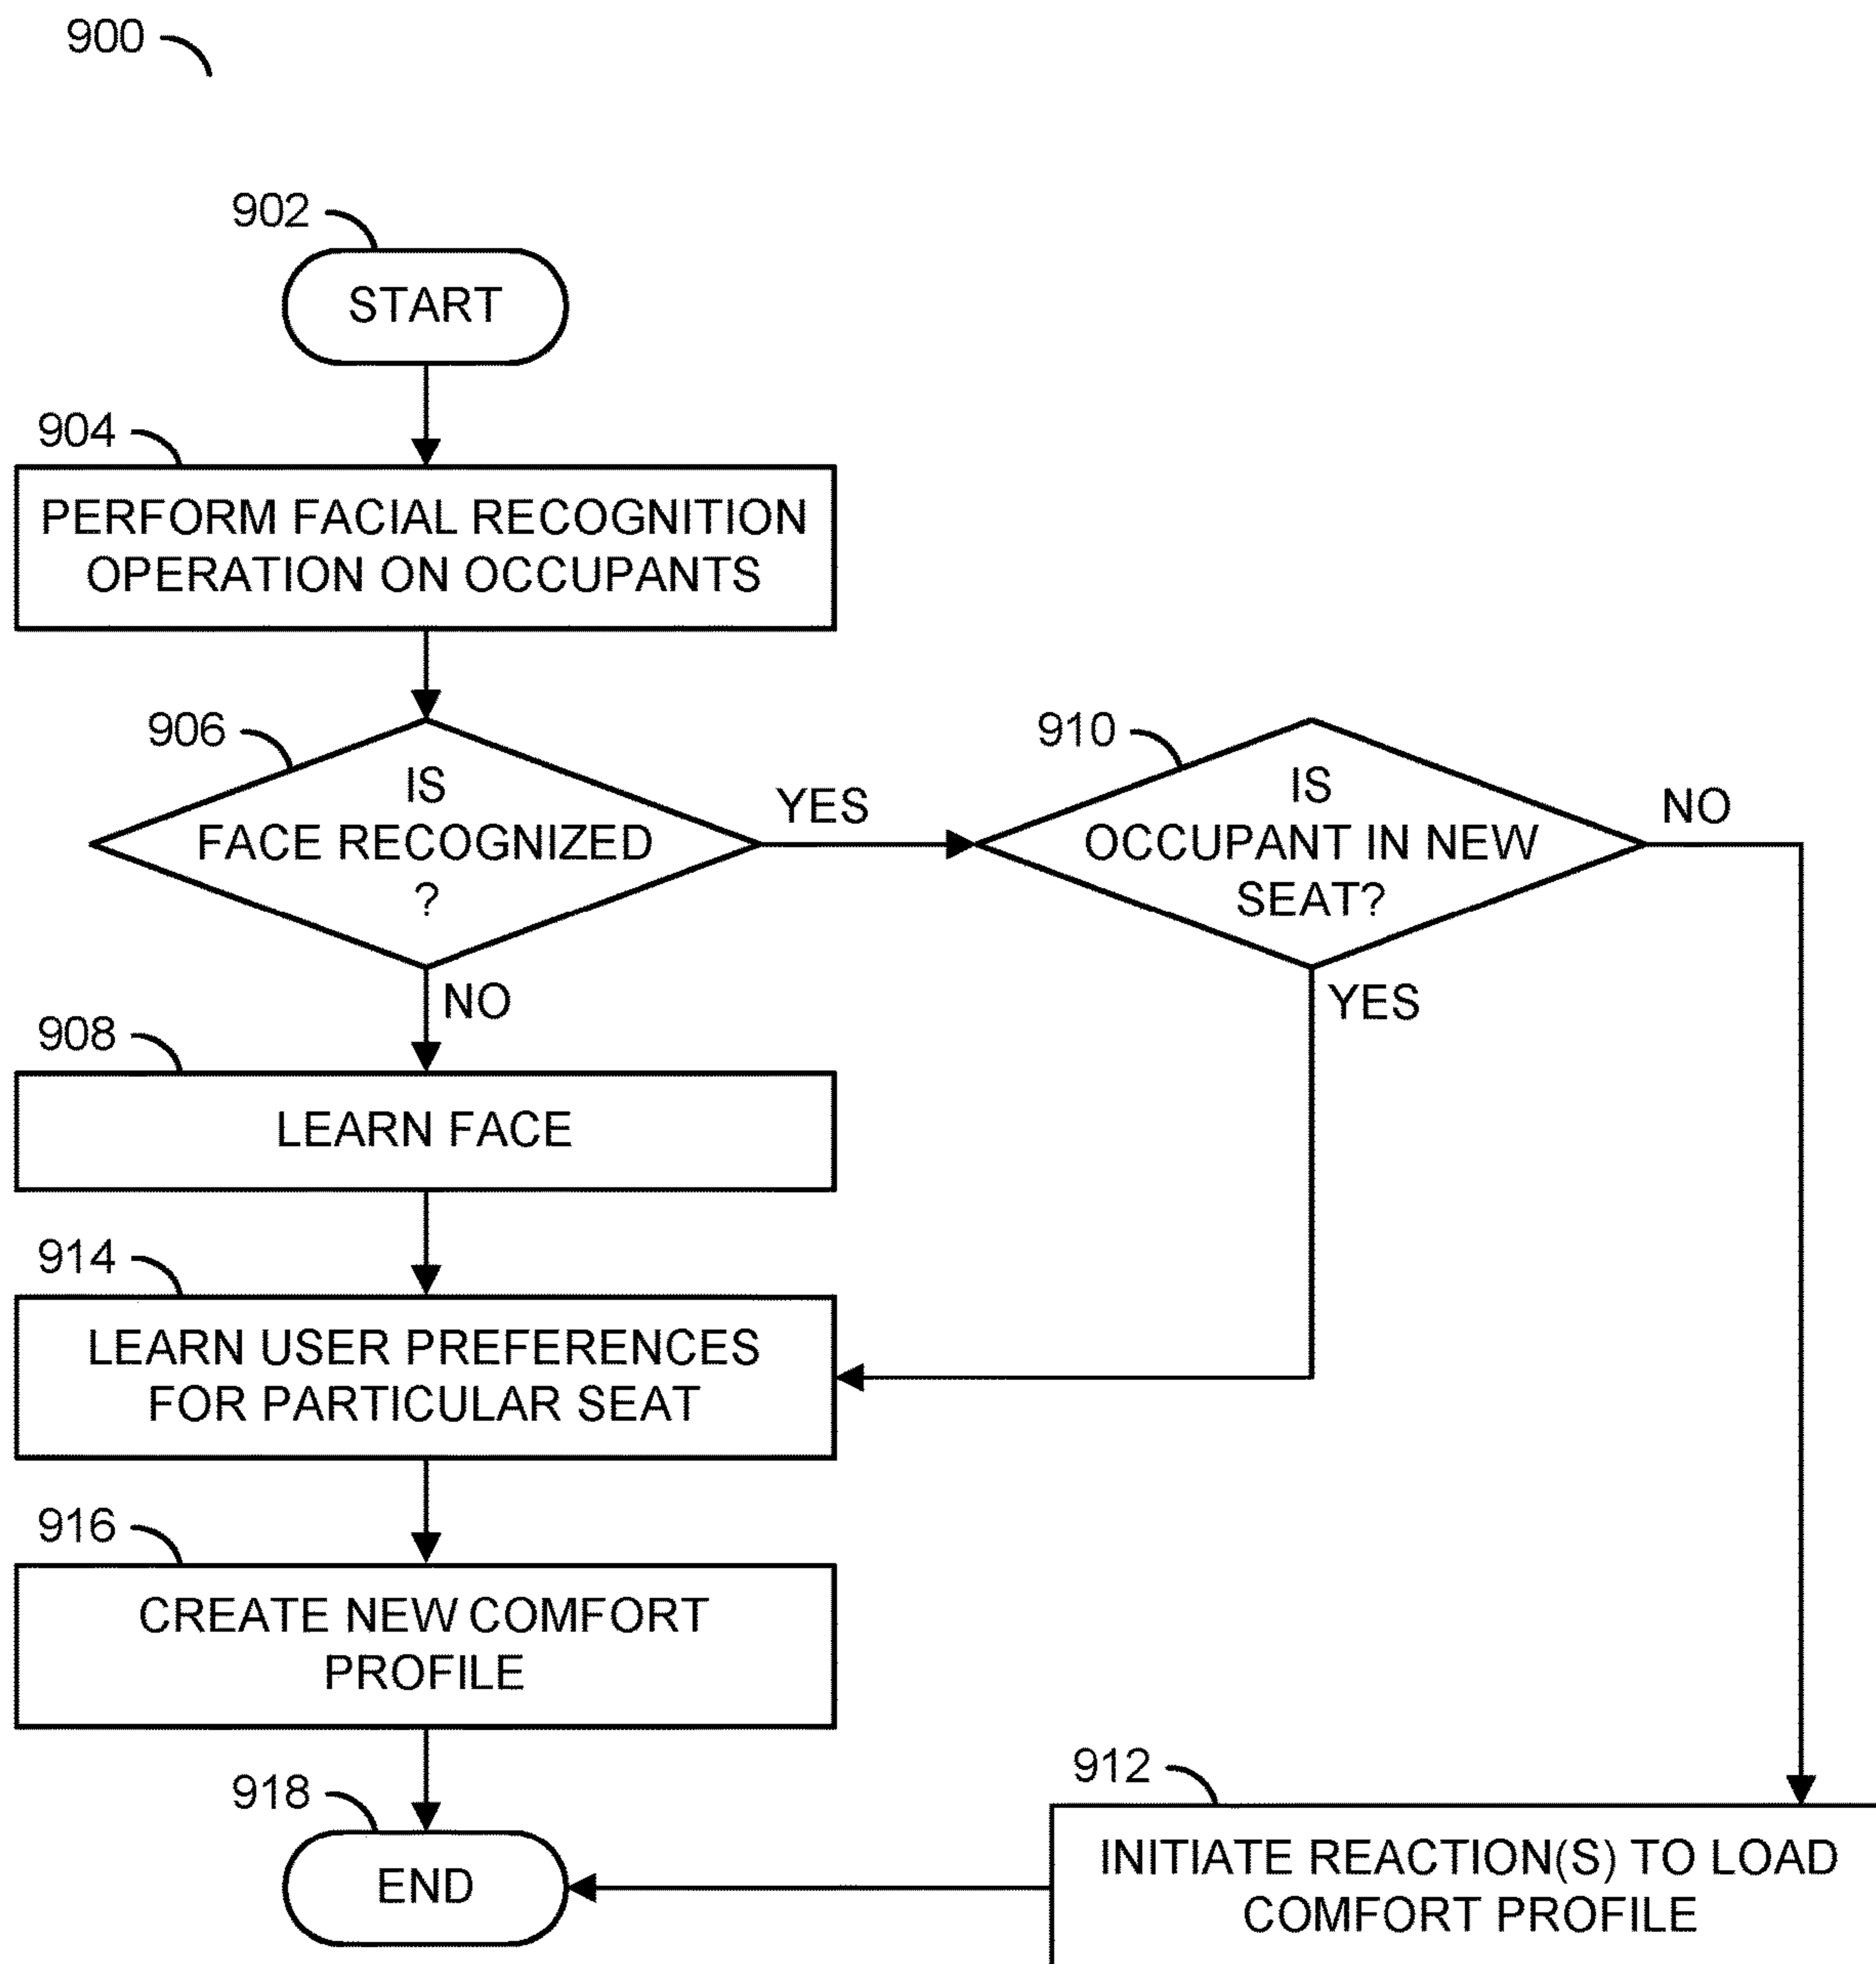 900
902
START
904
PERFORM FACIAL RECOGNITION
OPERATION ON OCCUPANTS
906
IS
FACE RECOGNIZED
?
YES
910
IS
OCCUPANT IN NEW
SEAT?
NO
NO
YES
908
LEARN FACE
914
LEARN USER PREFERENCES
FOR PARTICULAR SEAT
916
CREATE NEW COMFORT
PROFILE
918
END
912
INITIATE REACTION(S) TO LOAD
COMFORT PROFILE